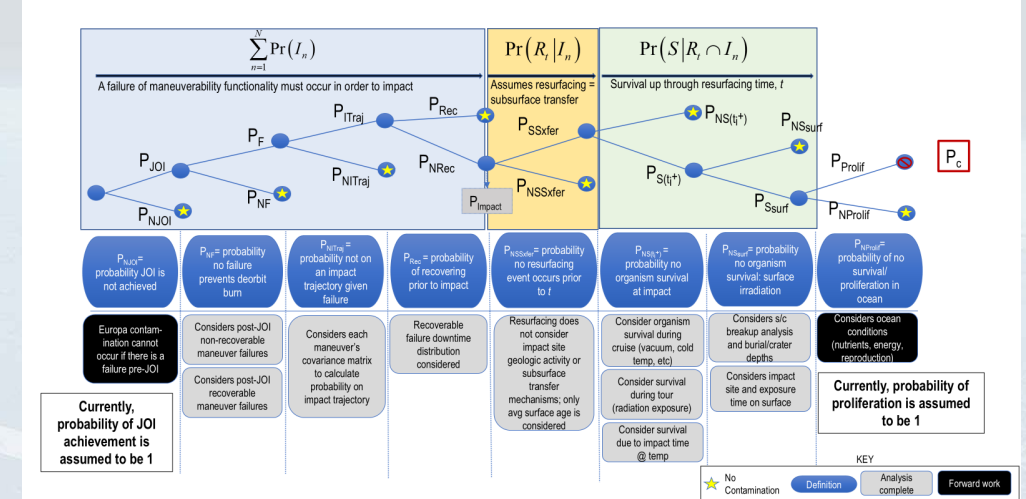 $\sum_{n=1}^{N} \Pr(I_n)$
Pr(R_t|I_n)
Pr(S|R_t ∩ I_n)
A failure of maneuverability functionality must occur in order to impact
Assumes resurfacing =
subsurface transfer
Survival up through resurfacing time, t
P_JOI
P_NJOI
P_F
P_NF
P_ITraj
P_NITraj
P_Rec
P_NRec
P_Impact
P_SSxfer
P_NSSxfer
P_NS(t_i+)
P_S(t_i+)
P_NSsurf
P_Ssurf
P_Prolif
P_NProlif
P_c
P_NJOI=
probability JOI is
not achieved
P_NF= probability
no failure
prevents deorbit
burn
P_NITraj=
probability not on
an impact
trajectory given
failure
P_Rec = probability
of recovering
prior to impact
P_NSSxfer= probability
no resurfacing
event occurs prior
to t
P_NS(t_i+)= probability
no organism
survival at
impact
P_NSsurf= probability
no organism
survival: surface
irradiation
P_NProlif=
probability of no
survival/
proliferation in
ocean
Europa contam-
ination cannot
occur if there is a
failure pre-JOI
Considers post-JOI
non-recoverable
maneuver failures
Considers post-JOI
recoverable
maneuver failures
Considers each
maneuver's
covariance matrix
to calculate
probability on
impact trajectory
Recoverable
failure downtime
distribution
considered
Resurfacing does
not consider
impact site
geologic activity or
subsurface
transfer
mechanisms; only
avg surface age is
considered
Consider organism
survival during
cruise (vacuum, cold
temp, etc)
Consider survival
during tour
(radiation exposure)
Consider survival
due to impact time
@ temp
Considers s/c
breakup analysis
and burial/crater
depths
Considers impact
site and exposure
time on surface
Considers ocean
conditions
(nutrients, energy,
reproduction)
Currently,
probability of JOI
achievement is
assumed to be 1
Currently, probability of
proliferation is assumed
to be 1
KEY
No
Contamination
Definition
Analysis
complete
Forward work